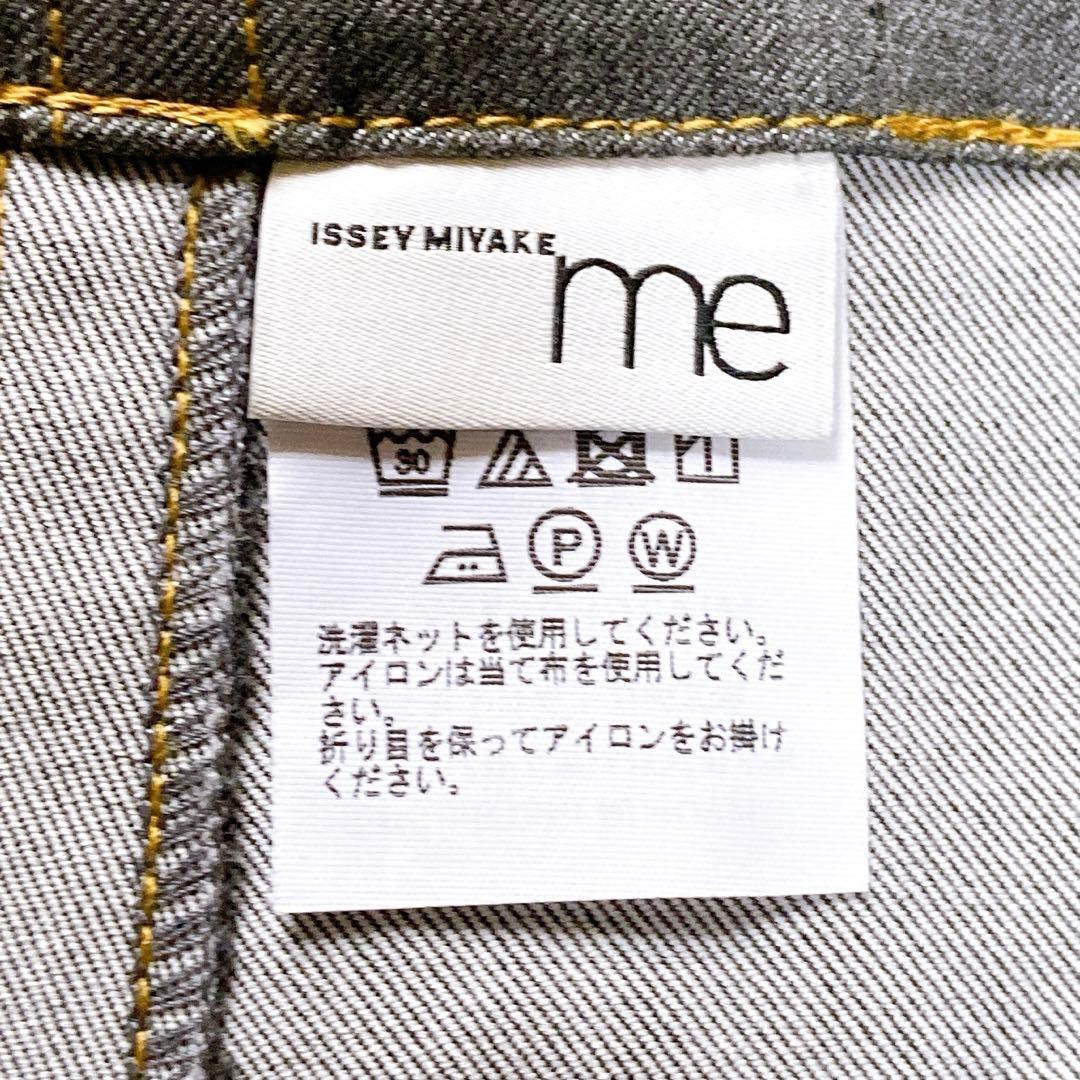 ISSEY MIYAKE
me
30
P W
洗濯ネットを使用してください。
アイロンは当て布を使用してくだ
さい。
折り目を保ってアイロンをお掛け
ください。